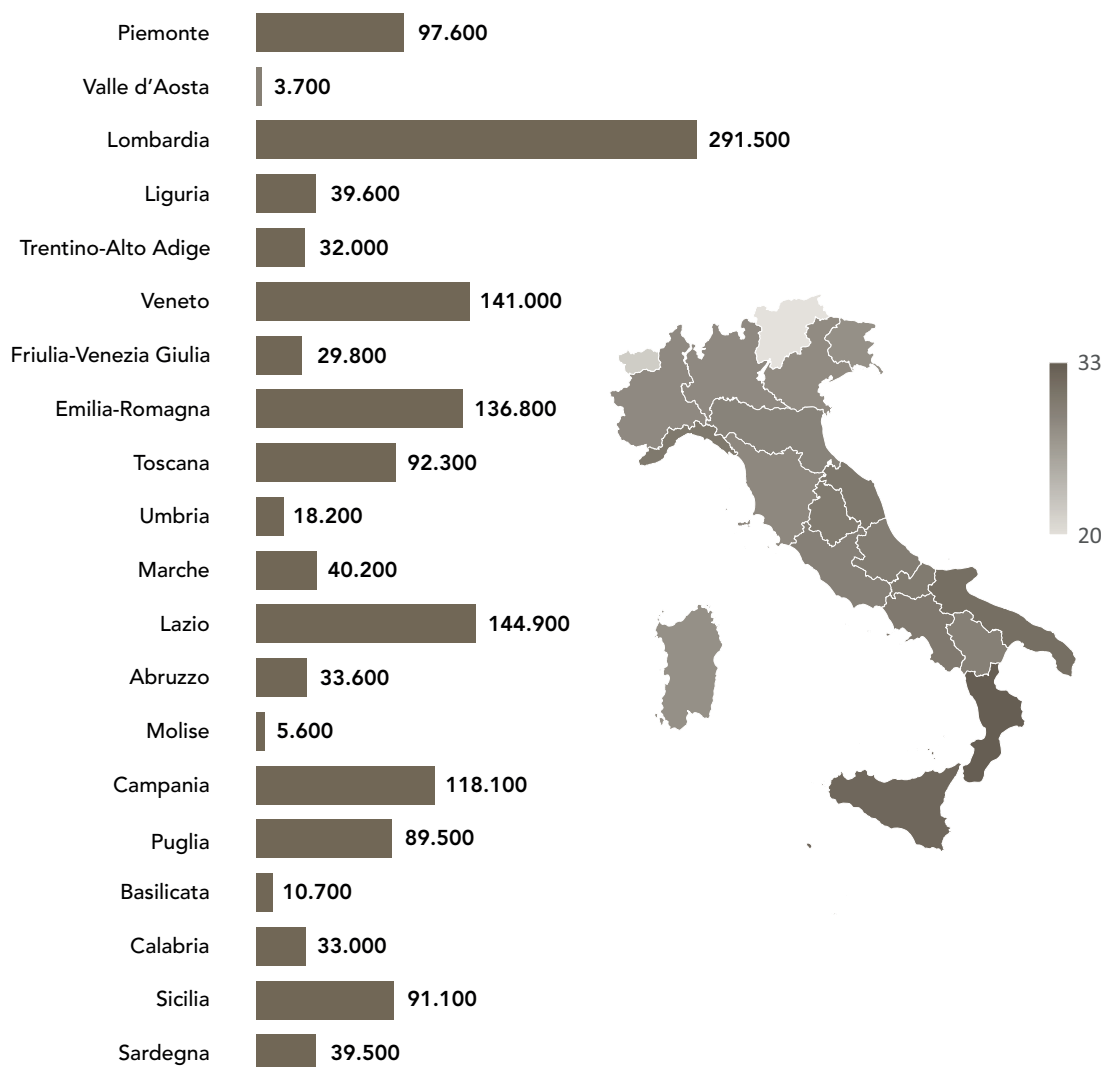 Piemonte 97.600
Valle d’Aosta 3.700
Lombardia 291.500
Liguria 39.600
Trentino-Alto Adige 32.000
Veneto 141.000
Friulia-Venezia Giulia 29.800
Emilia-Romagna 136.800
Toscana 92.300
Umbria 18.200
Marche 40.200
Lazio 144.900
Abruzzo 33.600
Molise 5.600
Campania 118.100
Puglia 89.500
Basilicata 10.700
Calabria 33.000
Sicilia 91.100
Sardegna 39.500
33
20